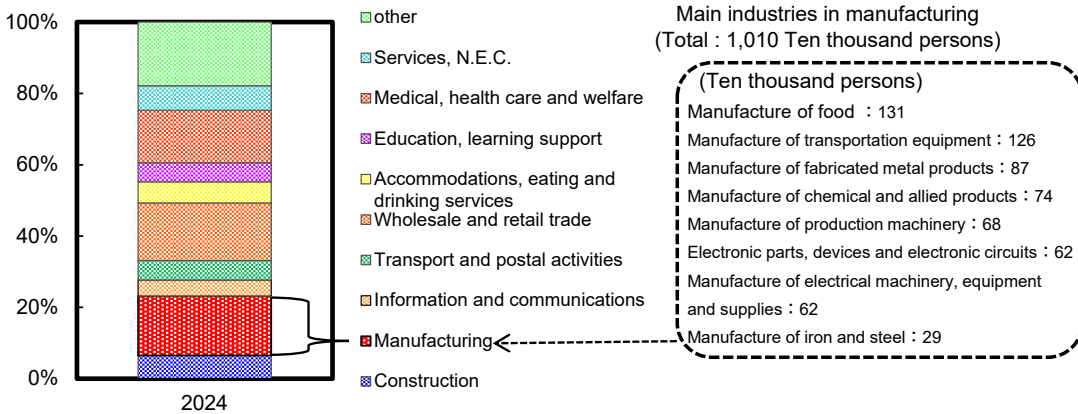 100%
80%
60%
40%
20%
0%
2024
other
Services, N.E.C.
Medical, health care and welfare
Education, learning support
Accommodations, eating and
drinking services
Wholesale and retail trade
Transport and postal activities
Information and communications
Manufacturing
Construction
Main industries in manufacturing
(Total : 1,010 Ten thousand persons)
(Ten thousand persons)
Manufacture of food ：131
Manufacture of transportation equipment：126
Manufacture of fabricated metal products：87
Manufacture of chemical and allied products：74
Manufacture of production machinery：68
Electronic parts, devices and electronic circuits：62
Manufacture of electrical machinery, equipment
and supplies：62
Manufacture of iron and steel：29